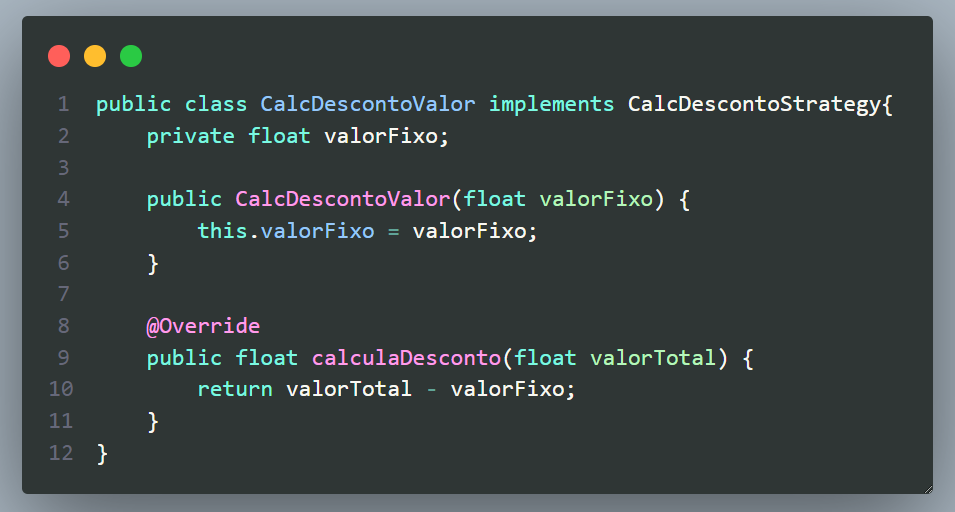 1 public class CalcDescontoValor implements CalcDescontoStrategy{
2     private float valorFixo;
3
4     public CalcDescontoValor(float valorFixo) {
5         this.valorFixo = valorFixo;
6     }
7
8     @Override
9     public float calculaDesconto(float valorTotal) {
10         return valorTotal - valorFixo;
11     }
12 }